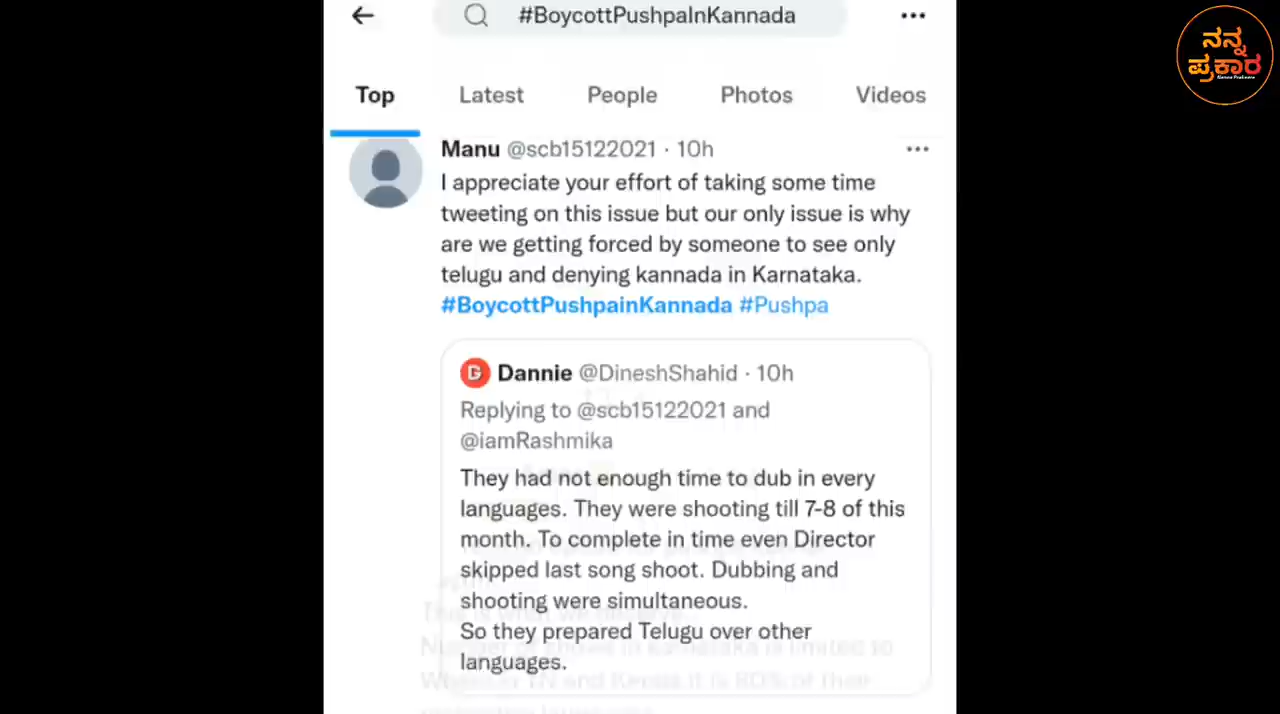 #BoycottPushpaInKannada
ನನ್ನ
ಪ್ರಕಾರ
Top Latest People Photos Videos
Manu @scb15122021 · 10h
I appreciate your effort of taking some time
tweeting on this issue but our only issue is why
are we getting forced by someone to see only
telugu and denying kannada in Karnataka.
#BoycottPushpainKannada #Pushpa
Dannie @DineshShahid · 10h
Replying to @scb15122021 and
@iamRashmika
They had not enough time to dub in every
languages. They were shooting till 7-8 of this
month. To complete in time even Director
skipped last song shoot. Dubbing and
shooting were simultaneous.
So they prepared Telugu over other
languages.